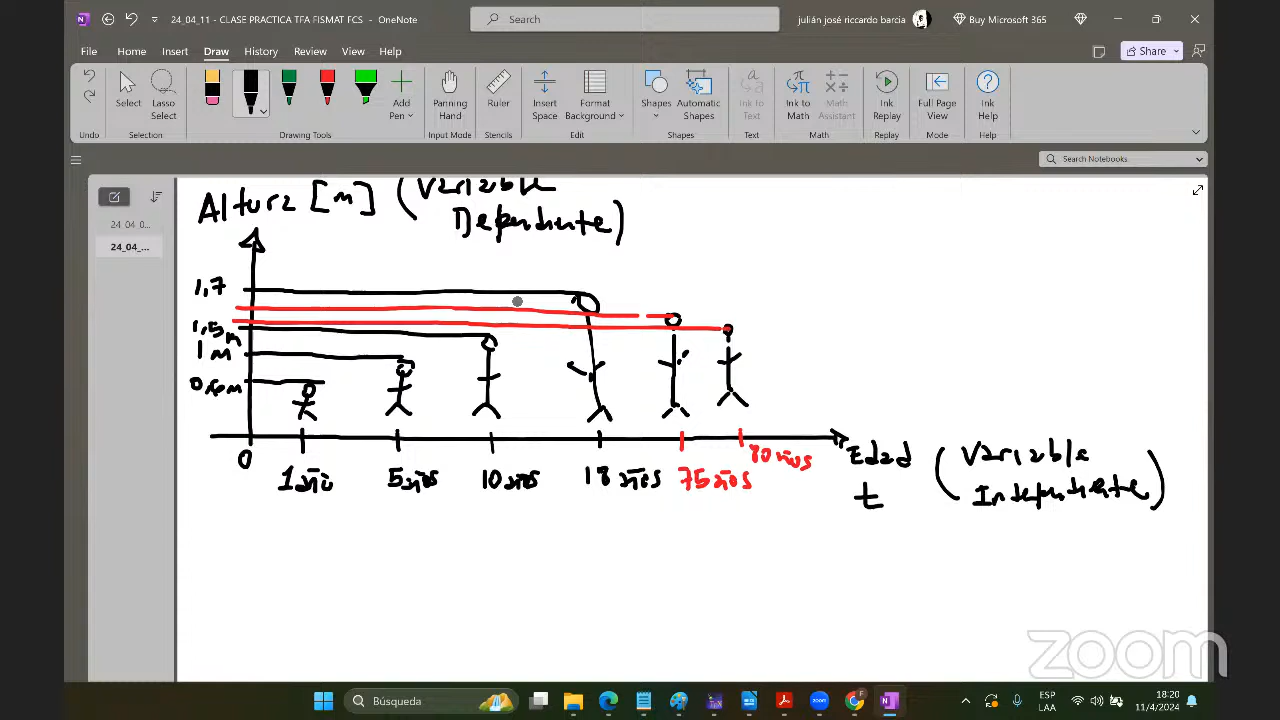 24_04_11 - CLASE PRACTICA TFA FISMAT FCS - OneNote
Search
julián josé riccardo barcia
Buy Microsoft 365
File Home Insert Draw History Review View Help
Share
Select
Lasso Select
Add Pen
Panning Hand
Ruler
Insert Space
Format Background
Shapes
Automatic Shapes
Ink to Text
Ink to Math
Math Assistant
Ink Replay
Full Page View
Ink Help
Undo
Selection
Drawing Tools
Input Mode
Stencils
Edit
Shapes
Text
Math
Replay
Mode
Help
Search Notebooks
24_04_0...
24_04_...
Altura [m] (Variable
Dependiente)
1,7
1,5m
1 m
0,6m
0
1 año
5 años
10 años
18 años
75 años
80 años
Edad
t
(Variable
Independiente)
zoom
Búsqueda
ESP
LAA
18:20
11/4/2024